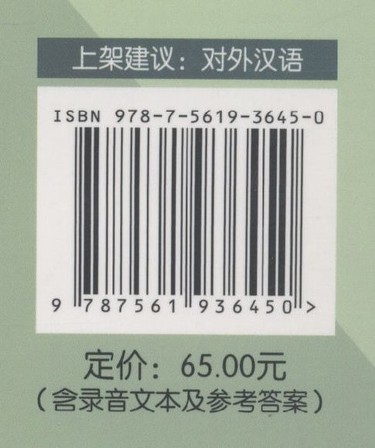 上架建议：对外汉语
ISBN 978-7-5619-3645-0
9 787561 936450 >
定价：65.00元
（含录音文本及参考答案）